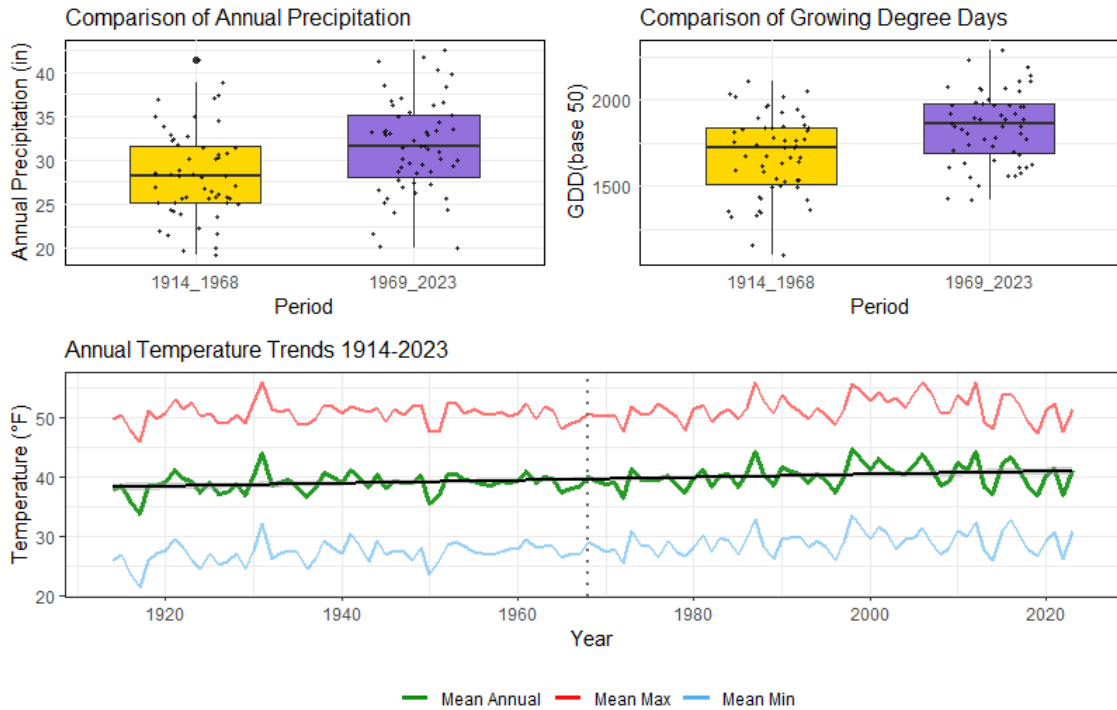 Comparison of Annual Precipitation
Annual Precipitation (in)
40
35
30
25
20
1914_1968
1969_2023
Period
Comparison of Growing Degree Days
GDD(base 50)
2000
1500
1914_1968
1969_2023
Period
Annual Temperature Trends 1914-2023
Temperature (°F)
50
40
30
20
1920
1940
1960
1980
2000
2020
Year
Mean Annual
Mean Max
Mean Min